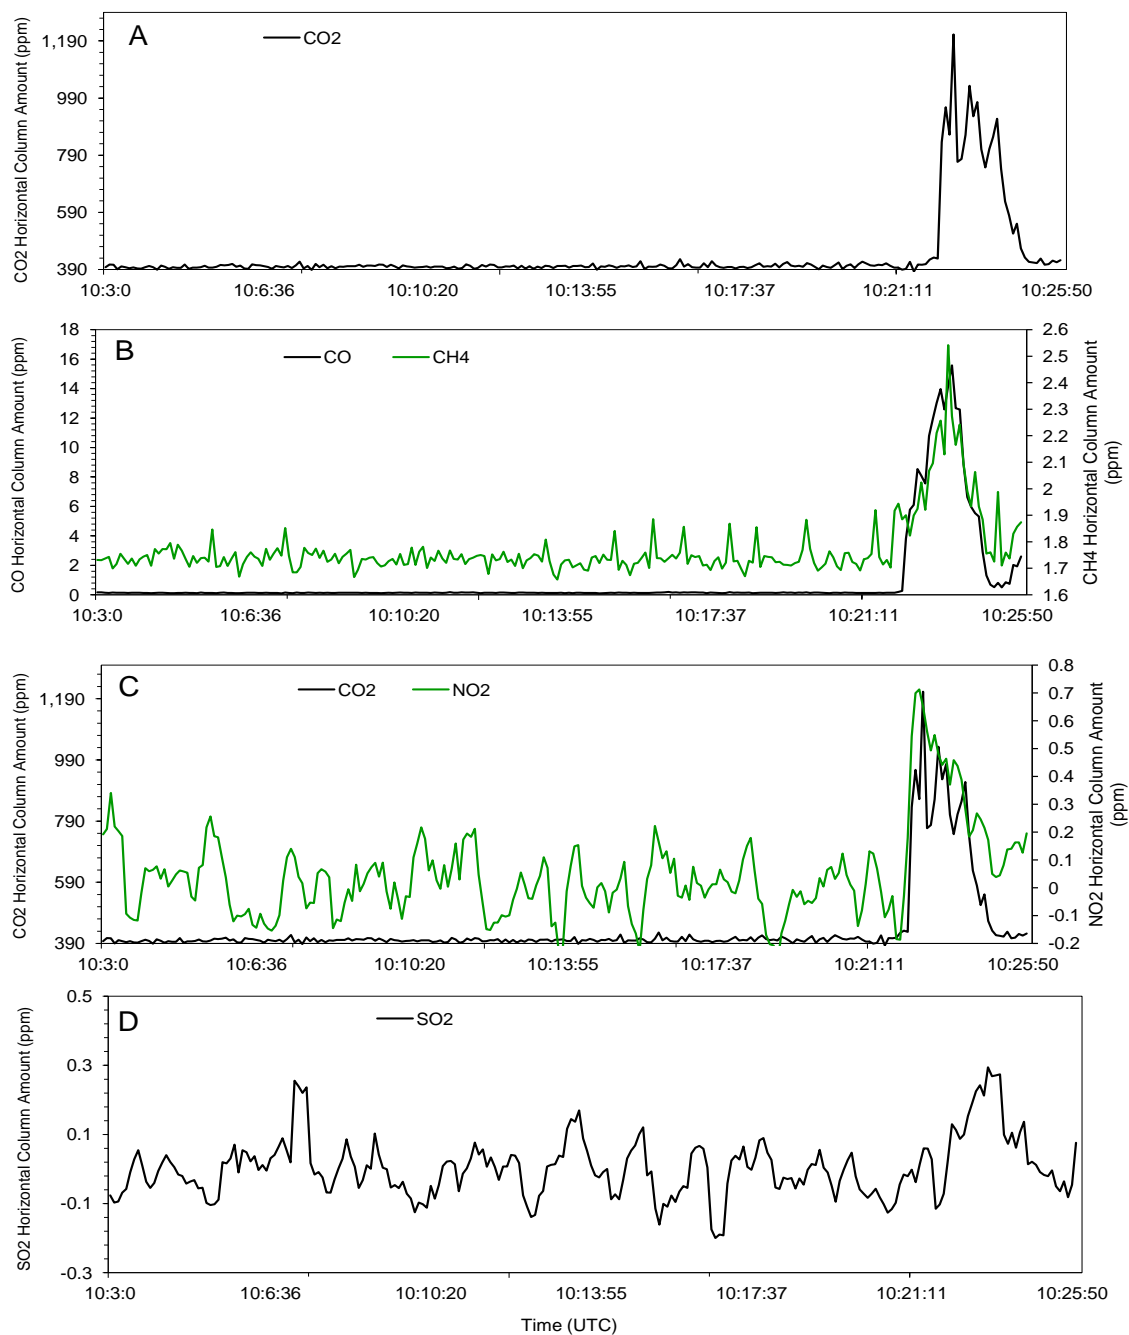 A
CO2
CO2 Horizontal Column Amount (ppm)
1,190
990
790
590
390
10:3:0 10:6:36 10:10:20 10:13:55 10:17:37 10:21:11 10:25:50
B
CO CH4
CO Horizontal Column Amount (ppm)
18
16
14
12
10
8
6
4
2
0
2.6
2.5
2.4
2.3
2.2
2.1
2
1.9
1.8
1.7
1.6
CH4 Horizontal Column Amount
(ppm)
10:3:0 10:6:36 10:10:20 10:13:55 10:17:37 10:21:11 10:25:50
C
CO2 NO2
CO2 Horizontal Column Amount (ppm)
1,190
990
790
590
390
0.8
0.7
0.6
0.5
0.4
0.3
0.2
0.1
0
-0.1
-0.2
NO2 Horizontal Column Amount
(ppm)
10:3:0 10:6:36 10:10:20 10:13:55 10:17:37 10:21:11 10:25:50
D
SO2
SO2 Horizontal Column Amount (ppm)
0.5
0.3
0.1
-0.1
-0.3
10:3:0 10:6:36 10:10:20 10:13:55 10:17:37 10:21:11 10:25:50
Time (UTC)